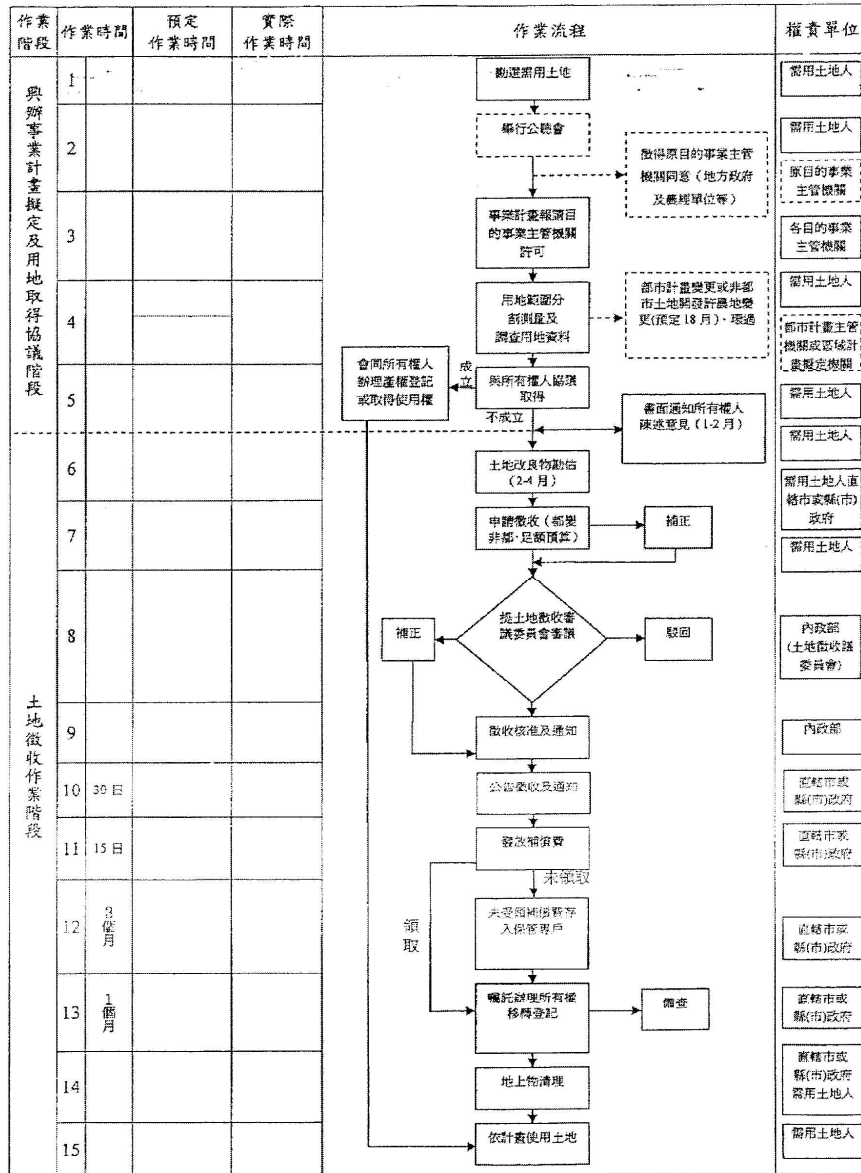 作業階段
作業時間
預定
作業時間
實際
作業時間
作業流程
權責單位
興辦事業計畫擬定及用地取得協議階段
1
勘選需用土地
需用土地人
2
舉行公聽會
需用土地人
徵得原目的事業主管
機關同意（地方政府
及農經單位等）
原目的事業
主管機關
3
事業計畫報請目
的事業主管機關
許可
各目的事業
主管機關
4
用地範圍分
割測量及
調查用地資料
都市計畫變更或非都
市土地開發許農地變
更(預定18月)、環過
需用土地人
都市計畫主管
機關或區域計
畫擬定機關
5
會同所有權人
辦理產權登記
或取得使用權
成立
與所有權人協議
取得
不成立
需用土地人
書面通知所有權人
陳述意見（1-2月）
需用土地人
土地徵收作業階段
6
土地改良物勘估
（2-4月）
需用土地人直
轄市或縣(市)
政府
7
申請徵收（都變
非都、足額預算）
補正
需用土地人
8
提土地徵收審
議委員會審議
補正
駁回
內政部
(土地徵收議
委員會)
9
徵收核准及通知
內政部
10
30日
公告徵收及通知
直轄市或
縣(市)政府
11
15日
發放補償費
直轄市或
縣(市)政府
未領取
領取
12
3個月
未受領補償費存
入保管專戶
直轄市或
縣(市)政府
13
1個月
囑託辦理所有權
移轉登記
備查
直轄市或
縣(市)政府
14
地上物清理
直轄市或
縣(市)政府
需用土地人
15
依計畫使用土地
需用土地人